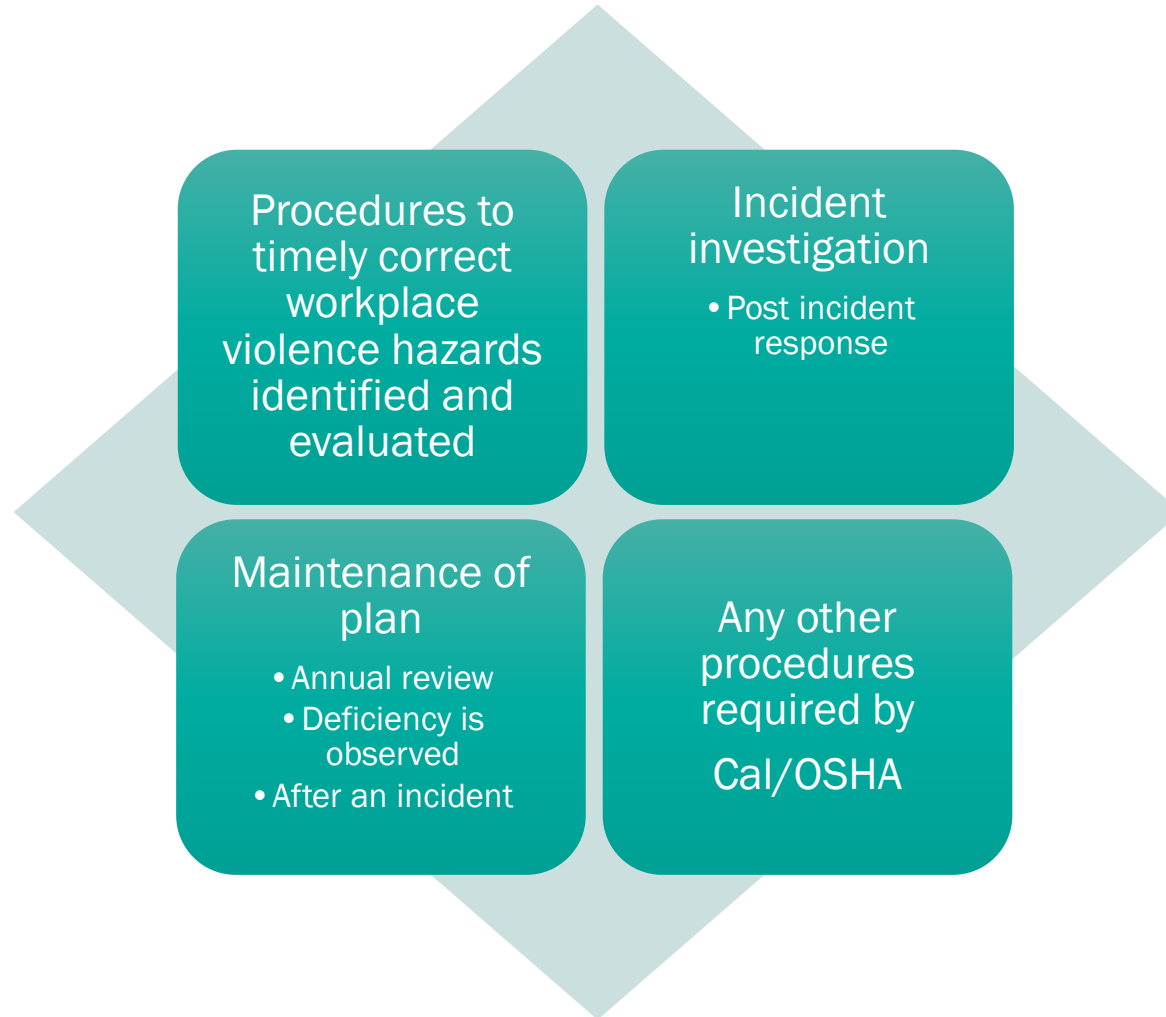 Procedures to
timely correct
workplace
violence hazards
identified and
evaluated
Incident
investigation
• Post incident
response
Maintenance of
plan
• Annual review
• Deficiency is
observed
• After an incident
Any other
procedures
required by
Cal/OSHA